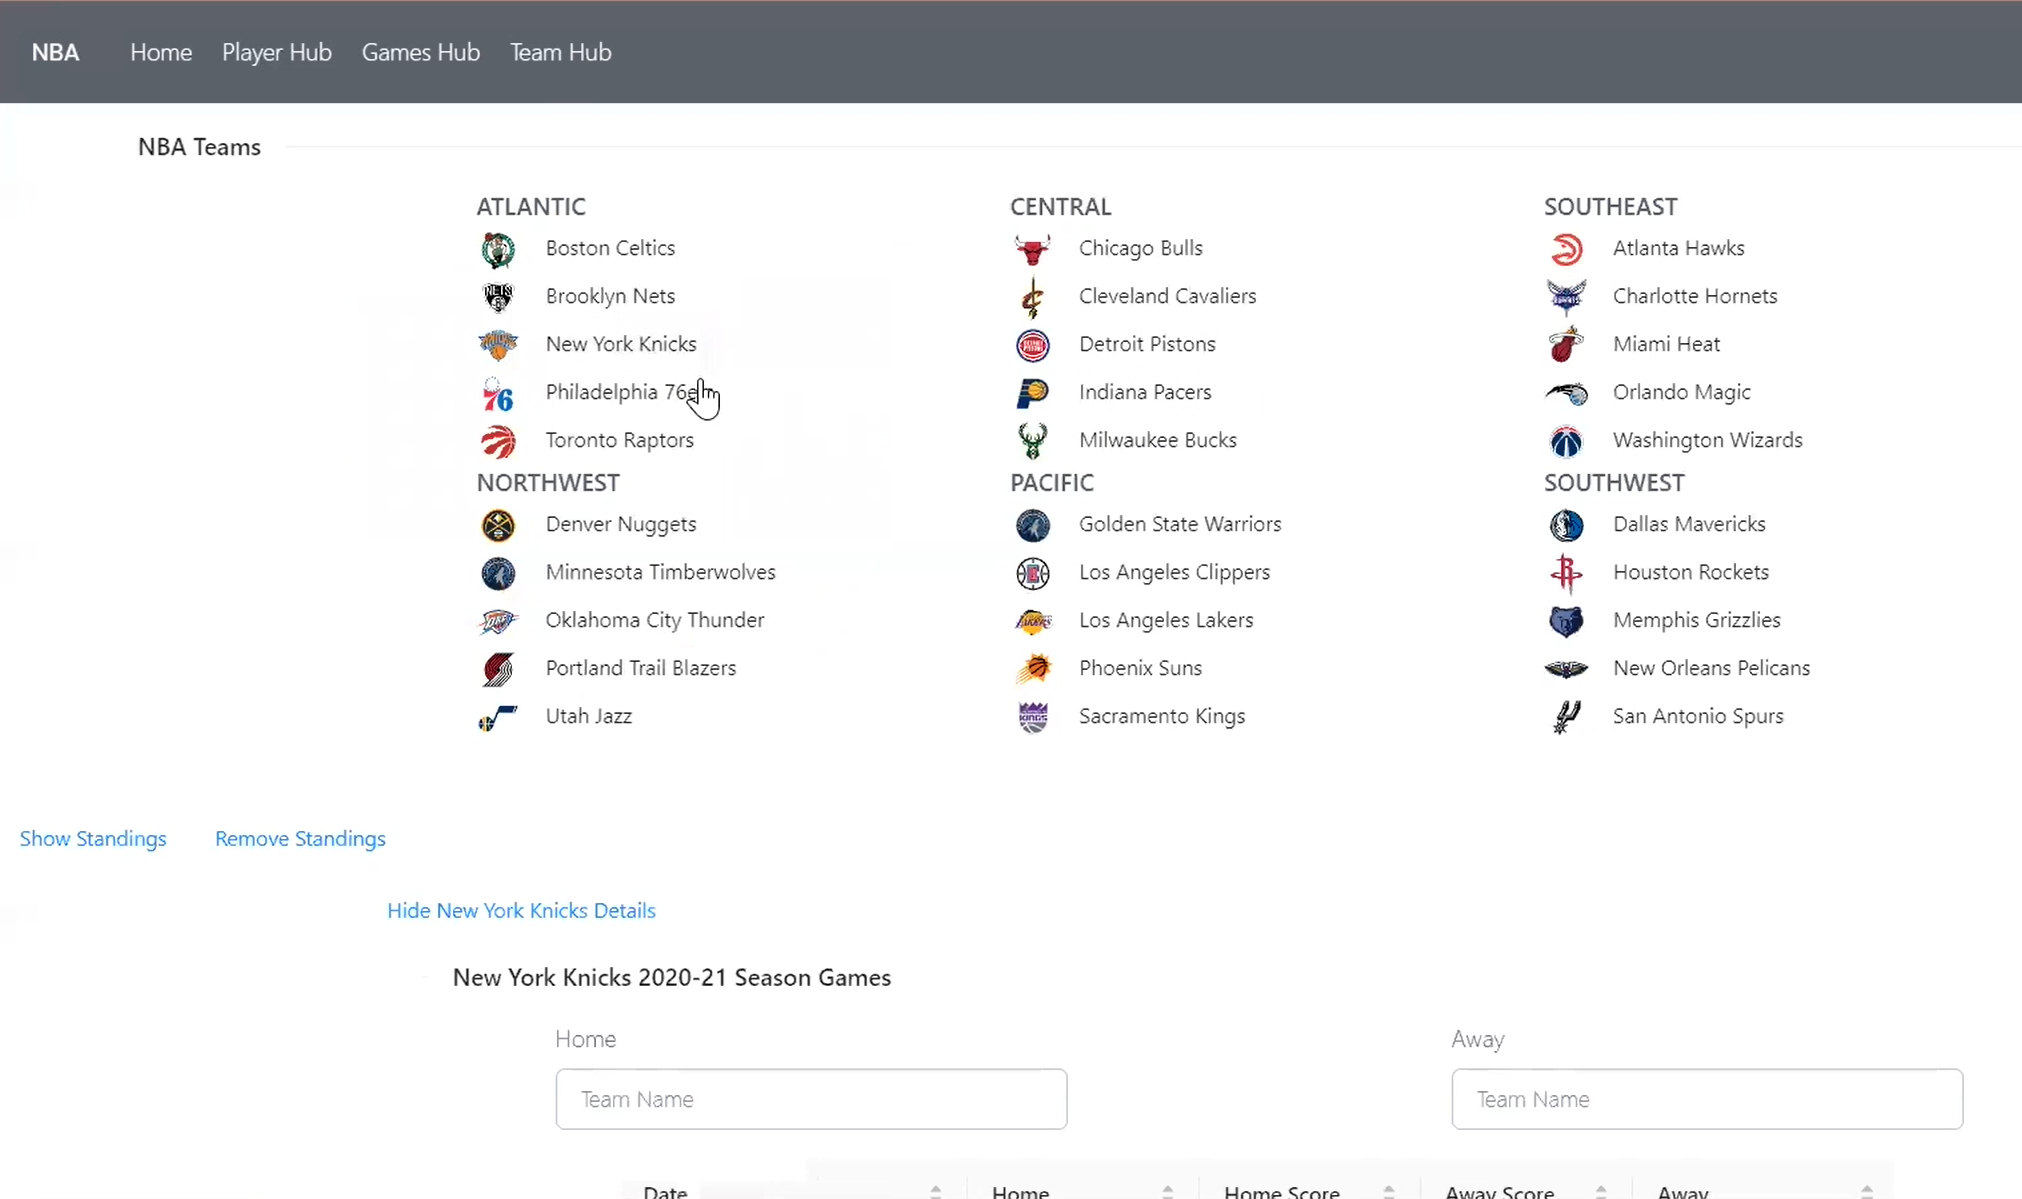 NBA Home Player Hub Games Hub Team Hub
NBA Teams
ATLANTIC
Boston Celtics
Brooklyn Nets
New York Knicks
Philadelphia
Toronto Raptors
CENTRAL
Chicago Bulls
Cleveland Cavaliers
Detroit Pistons
Indiana Pacers
Milwaukee Bucks
SOUTHEAST
Atlanta Hawks
Charlotte Hornets
Miami Heat
Orlando Magic
Washington Wizards
NORTHWEST
Denver Nuggets
Minnesota Timberwolves
Oklahoma City Thunder
Portland Trail Blazers
Utah Jazz
PACIFIC
Golden State Warriors
Los Angeles Clippers
Los Angeles Lakers
Phoenix Suns
Sacramento Kings
SOUTHWEST
Dallas Mavericks
Houston Rockets
Memphis Grizzlies
New Orleans Pelicans
San Antonio Spurs
Show Standings Remove Standings
Hide New York Knicks Details
New York Knicks 2020-21 Season Games
Home Away
Team Name Team Name
Date Home Home Score Away Score Away